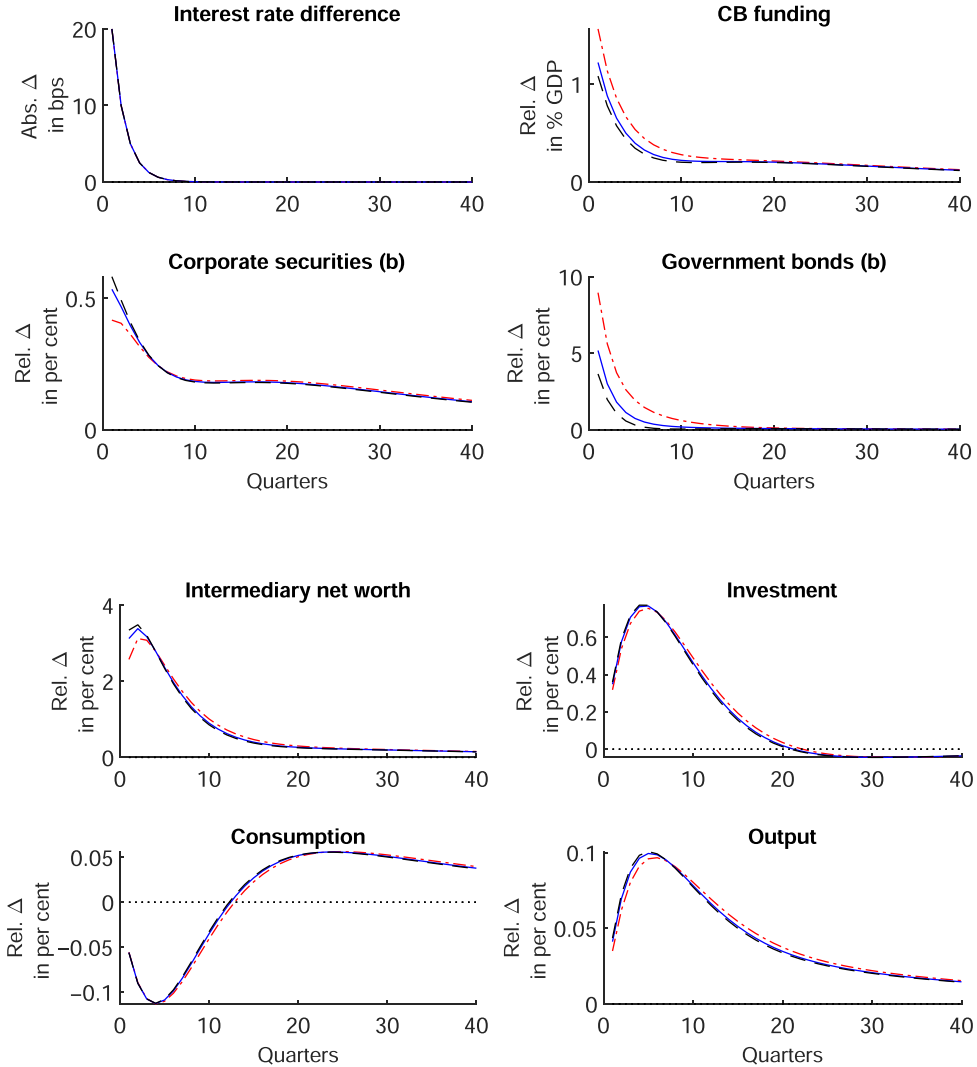 Interest rate difference
Abs. Δ
in bps
20
10
0
0 10 20 30 40
CB funding
Rel. Δ
in % GDP
1
0
0 10 20 30 40
Corporate securities (b)
Rel. Δ
in per cent
0.5
0
0 10 20 30 40
Quarters
Government bonds (b)
Rel. Δ
in per cent
10
5
0
0 10 20 30 40
Quarters
Intermediary net worth
Rel. Δ
in per cent
4
2
0
0 10 20 30 40
Investment
Rel. Δ
in per cent
0.6
0.4
0.2
0
0 10 20 30 40
Consumption
Rel. Δ
in per cent
0.05
0
−0.05
−0.1
0 10 20 30 40
Quarters
Output
Rel. Δ
in per cent
0.1
0.05
0
0 10 20 30 40
Quarters